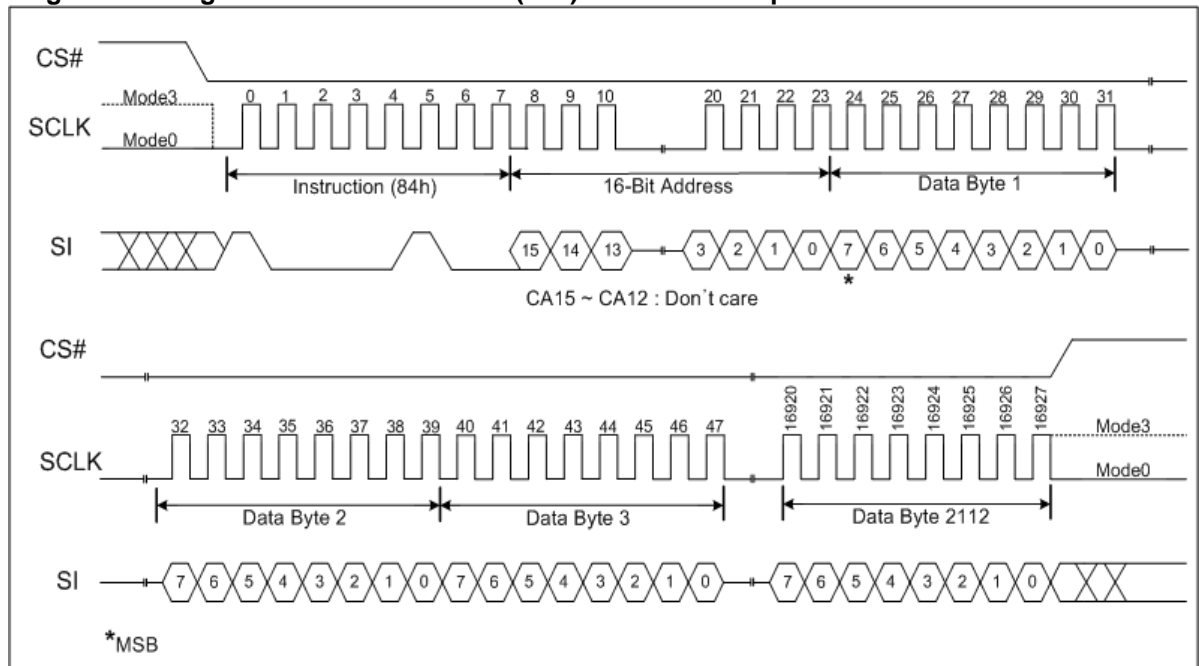 CS#
Mode3
SCLK
Mode0
0 1 2 3 4 5 6 7 8 9 10 20 21 22 23 24 25 26 27 28 29 30 31
Instruction (84h) 16-Bit Address Data Byte 1
SI
15 14 13 3 2 1 0 7 6 5 4 3 2 1 0
*
CA15 ~ CA12 : Don`t care
CS#
32 33 34 35 36 37 38 39 40 41 42 43 44 45 46 47 16920 16921 16922 16923 16924 16925 16926 16927
Mode3
SCLK
Mode0
Data Byte 2 Data Byte 3 Data Byte 2112
SI
7 6 5 4 3 2 1 0 7 6 5 4 3 2 1 0 7 6 5 4 3 2 1 0
*MSB